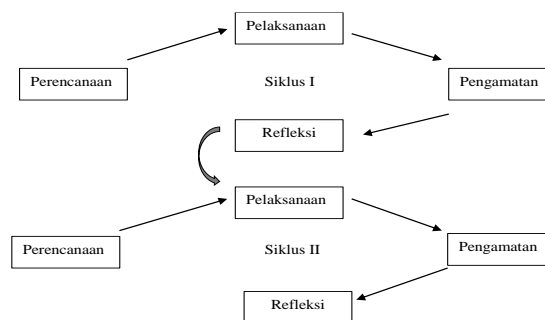 Pelaksanaan
Perencanaan
Siklus I
Pengamatan
Refleksi
Pelaksanaan
Perencanaan
Siklus II
Pengamatan
Refleksi